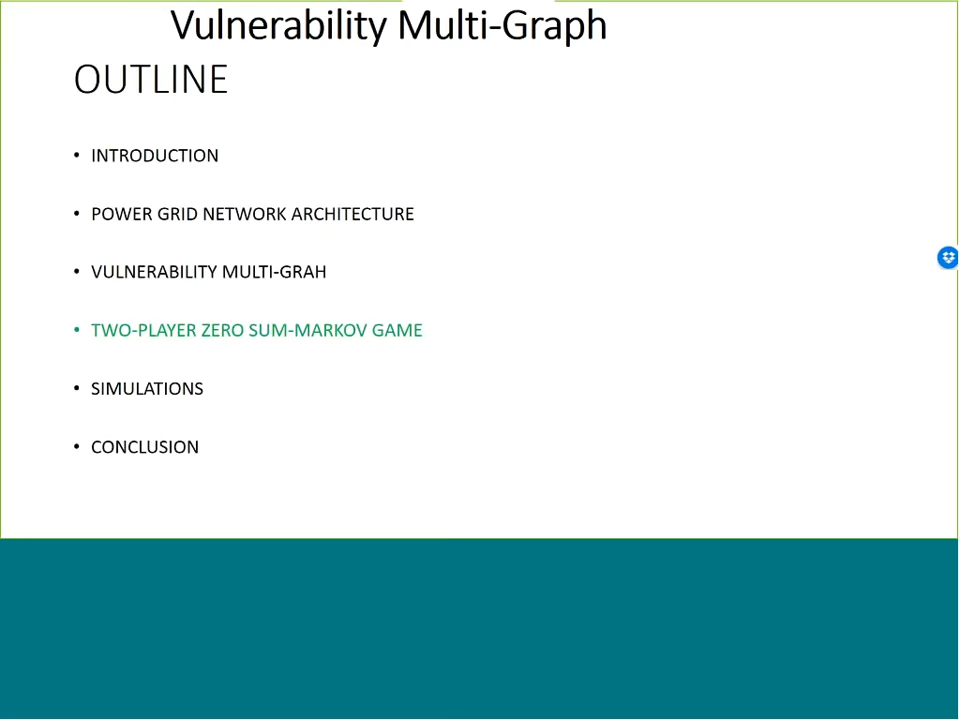 Vulnerability Multi-Graph
OUTLINE
• INTRODUCTION
• POWER GRID NETWORK ARCHITECTURE
• VULNERABILITY MULTI-GRAH
• TWO-PLAYER ZERO SUM-MARKOV GAME
• SIMULATIONS
• CONCLUSION